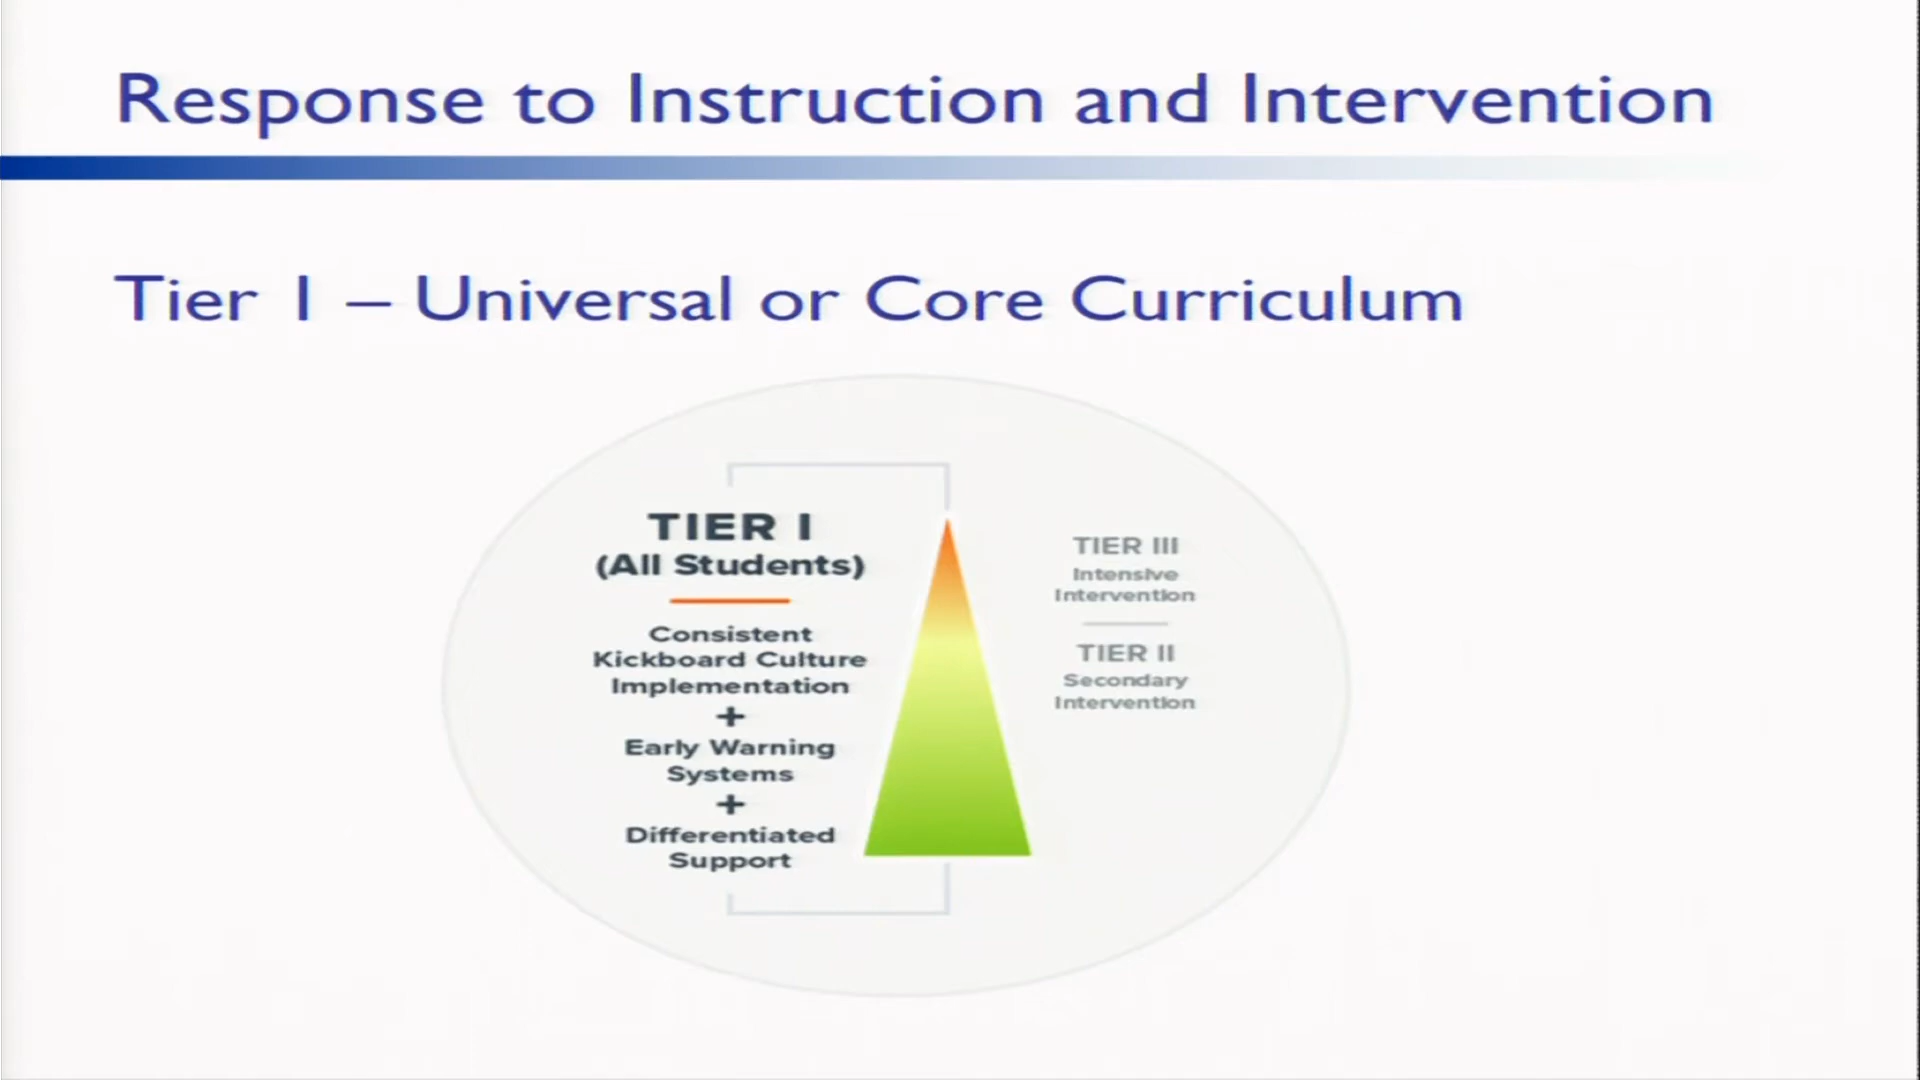 Response to Instruction and Intervention
Tier 1 – Universal or Core Curriculum
TIER I
(All Students)
Consistent
Kickboard Culture
Implementation
+
Early Warning
Systems
+
Differentiated
Support
TIER III
Intensive
Intervention
TIER II
Secondary
Intervention